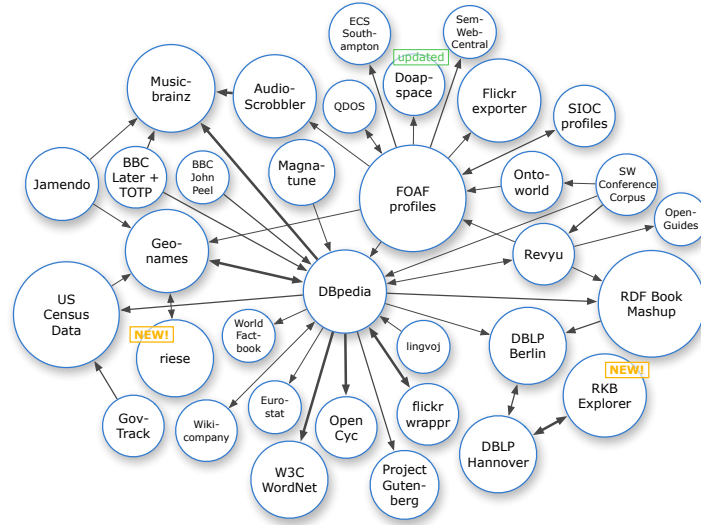 ECS
South-
ampton
Sem-
Web-
Central
updated
Doap-
space
Music-
brainz
Audio-
Scrobbler
QDOS
Flickr
exporter
SIOC
profiles
Jamendo
BBC
Later +
TOTP
BBC
John
Peel
Magna-
tune
FOAF
profiles
Onto-
world
SW
Conference
Corpus
Open-
Guides
Geo-
names
Revyu
US
Census
Data
DBpedia
RDF Book
Mashup
NEW!
riese
World
Fact-
book
lingvoj
DBLP
Berlin
NEW!
RKB
Explorer
Gov-
Track
Wiki-
company
Euro-
stat
Open
Cyc
flickr
wrappr
DBLP
Hannover
W3C
WordNet
Project
Guten-
berg